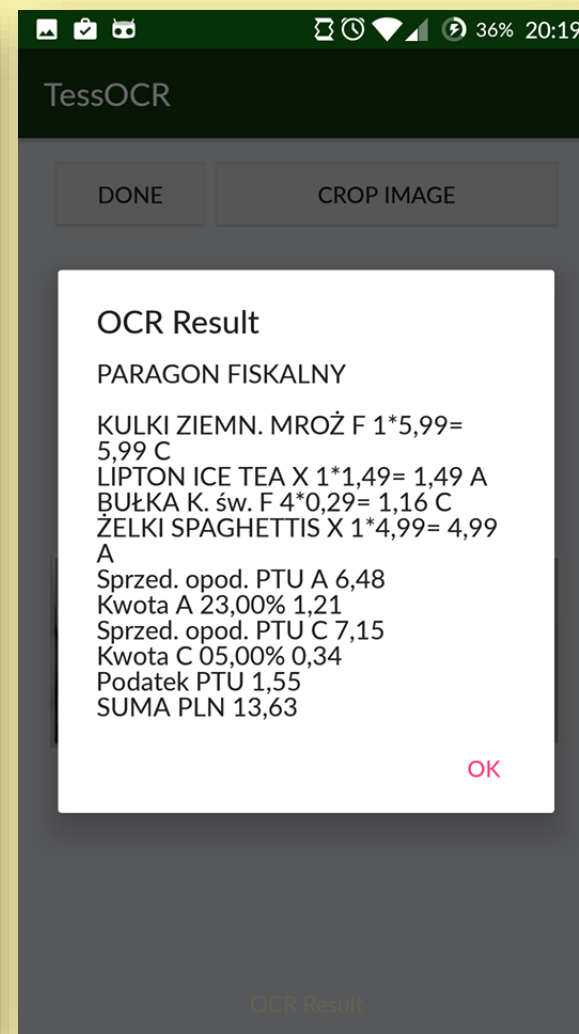 36% 20:19
TessOCR
DONE CROP IMAGE
OCR Result
PARAGON FISKALNY
KULKI ZIEMN. MROŻ F 1*5,99=
5,99 C
LIPTON ICE TEA X 1*1,49= 1,49 A
BUŁKA K. św. F 4*0,29= 1,16 C
ŻELKI SPAGHETTIS X 1*4,99= 4,99
A
Sprzed. opod. PTU A 6,48
Kwota A 23,00% 1,21
Sprzed. opod. PTU C 7,15
Kwota C 05,00% 0,34
Podatek PTU 1,55
SUMA PLN 13,63
OK
OCR Result